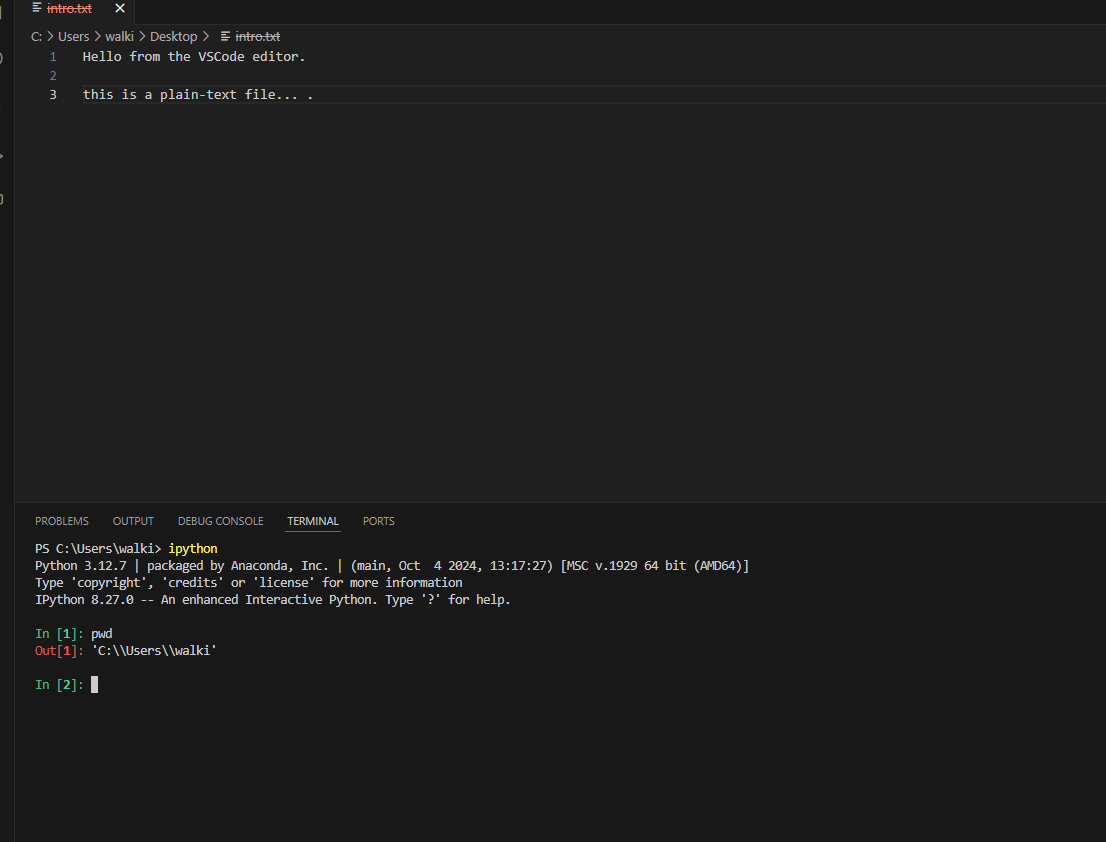 intro.txt
C: > Users > walki > Desktop > intro.txt
1 Hello from the VSCode editor.
2
3 this is a plain-text file... .
PROBLEMS OUTPUT DEBUG CONSOLE TERMINAL PORTS
PS C:\Users\walki> ipython
Python 3.12.7 | packaged by Anaconda, Inc. | (main, Oct  4 2024, 13:17:27) [MSC v.1929 64 bit (AMD64)]
Type 'copyright', 'credits' or 'license' for more information
IPython 8.27.0 -- An enhanced Interactive Python. Type '?' for help.
In [1]: pwd
Out[1]: 'C:\\Users\\walki'
In [2]: